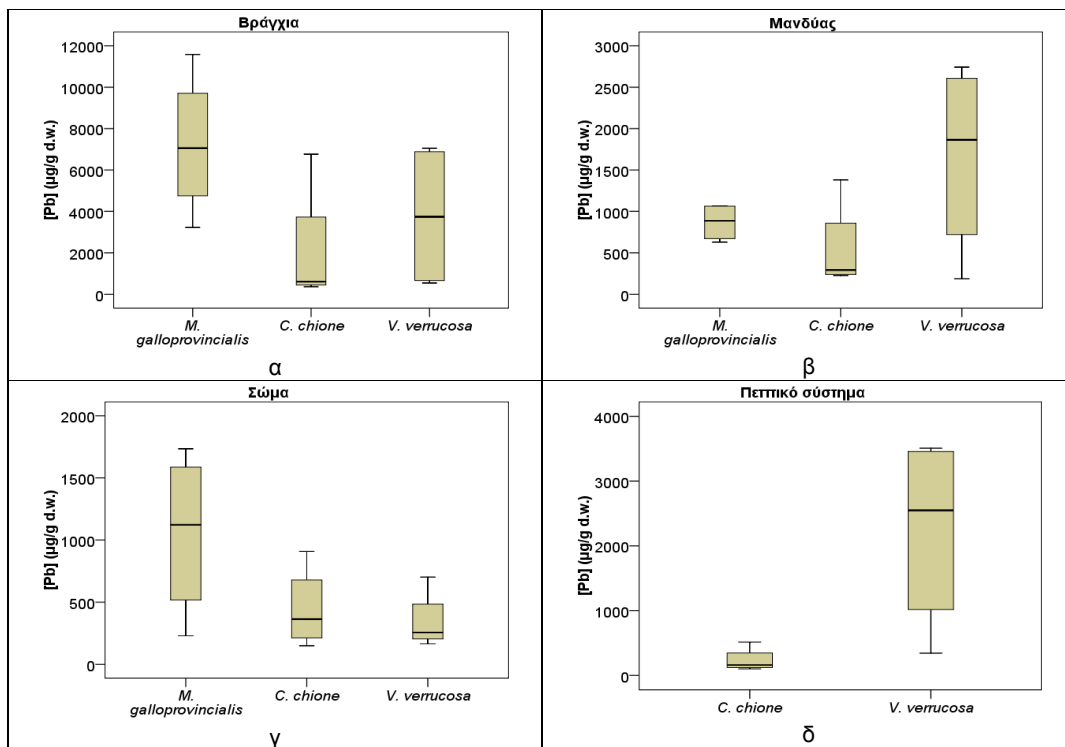 Βράγχια
12000
10000
8000
6000
4000
2000
0
[Pb] (μg/g d.w.)
M. galloprovincialis
C. chione
V. verrucosa
α
Μανδύας
3000
2500
2000
1500
1000
500
0
[Pb] (μg/g d.w.)
M. galloprovincialis
C. chione
V. verrucosa
β
Σώμα
2000
1500
1000
500
0
[Pb] (μg/g d.w.)
M. galloprovincialis
C. chione
V. verrucosa
γ
Πεπτικό σύστημα
4000
3000
2000
1000
0
[Pb] (μg/g d.w.)
C. chione
V. verrucosa
δ